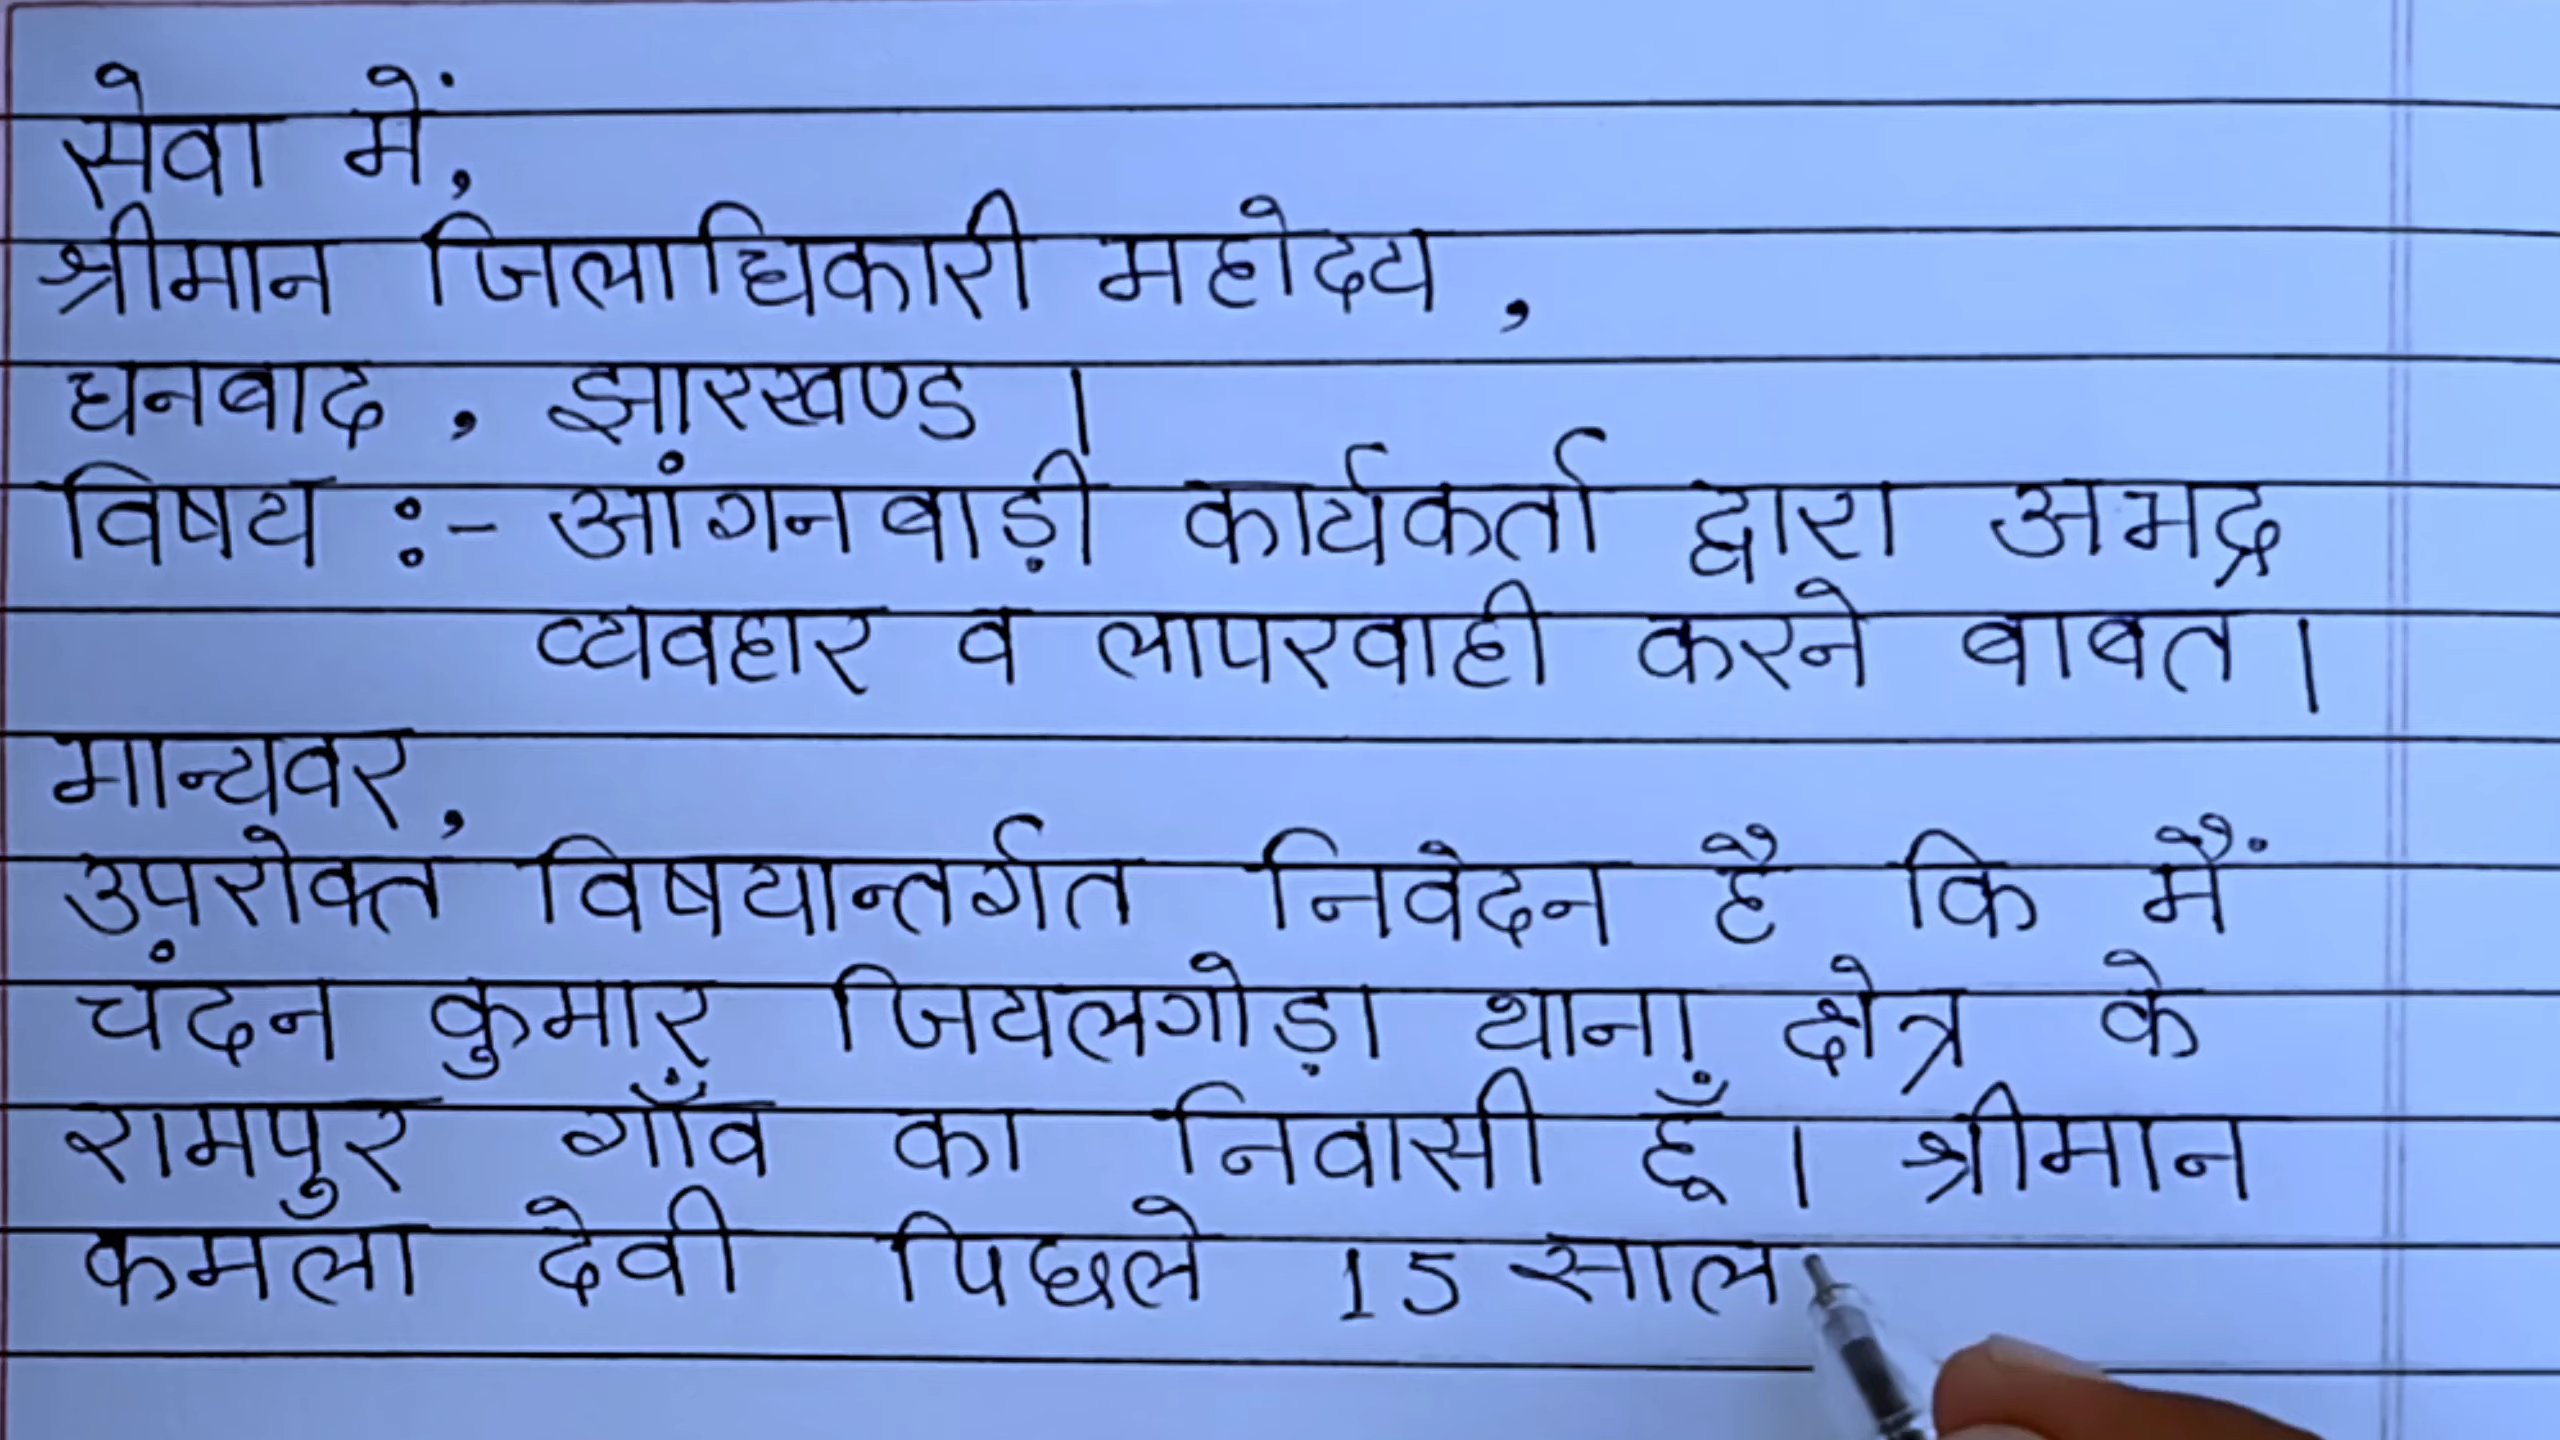 सेवा में,
श्रीमान जिलाधिकारी महोदय ,
धनबाद , झारखण्ड ।
विषय :- आंगनबाड़ी कार्यकर्ता द्वारा अभद्र
व्यवहार व लापरवाही करने बाबत ।
मान्यवर,
उपरोक्त विषयान्तर्गत निवेदन है कि मैं
चंदन कुमार जियलगोड़ा थाना क्षेत्र के
रामपुर गाँव का निवासी हूँ । श्रीमान
कमला देवी पिछले 15 साल